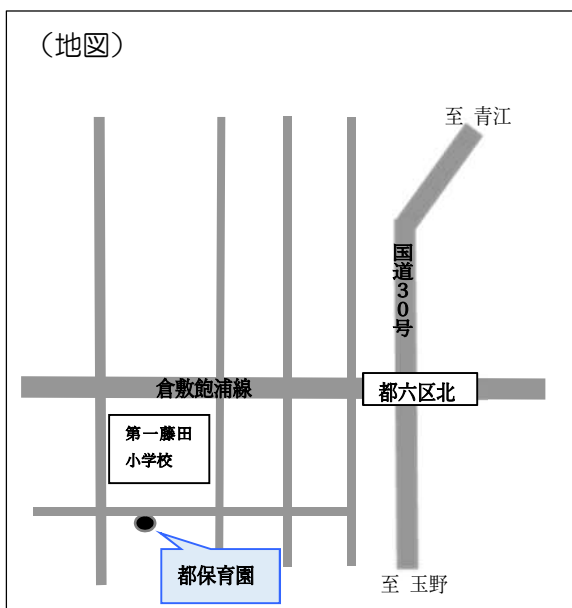 （地図）
至 青江
国道３０号
倉敷飽浦線
都六区北
第一藤田
小学校
都保育園
至 玉野